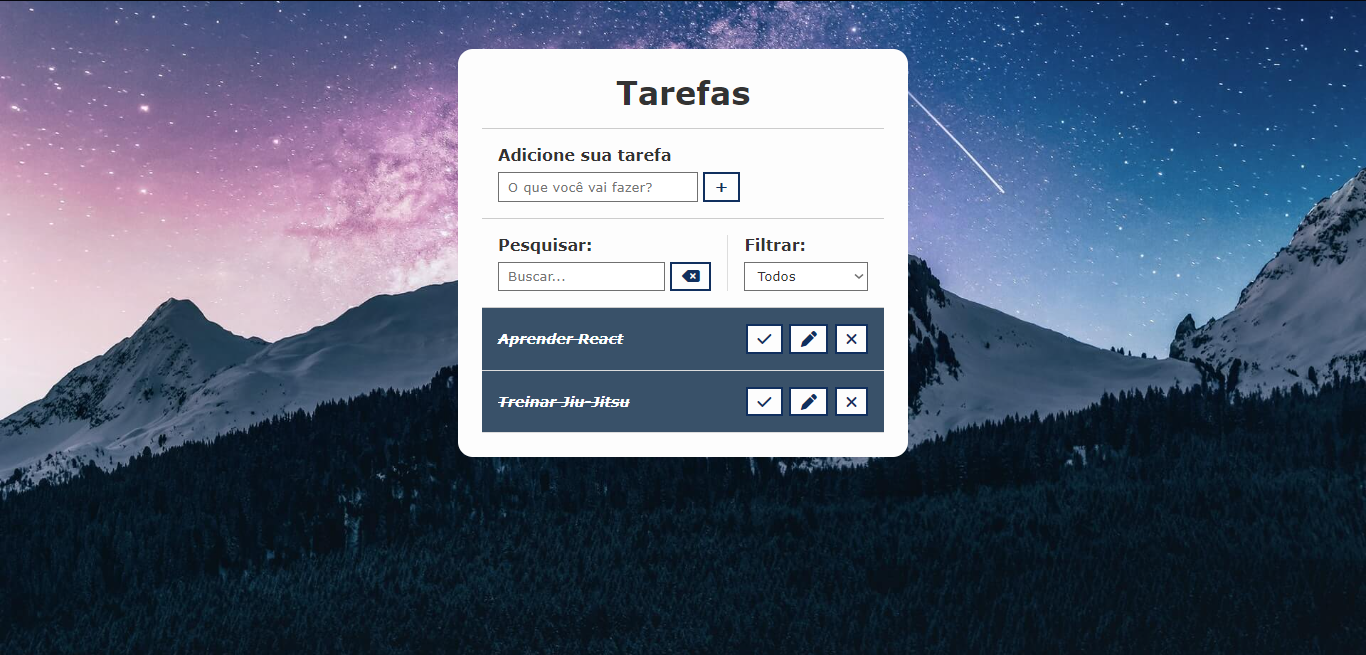 Tarefas
Adicione sua tarefa
O que você vai fazer?
+
Pesquisar:
Filtrar:
Buscar...
Todos
Aprender React
Treinar Jiu-Jitsu